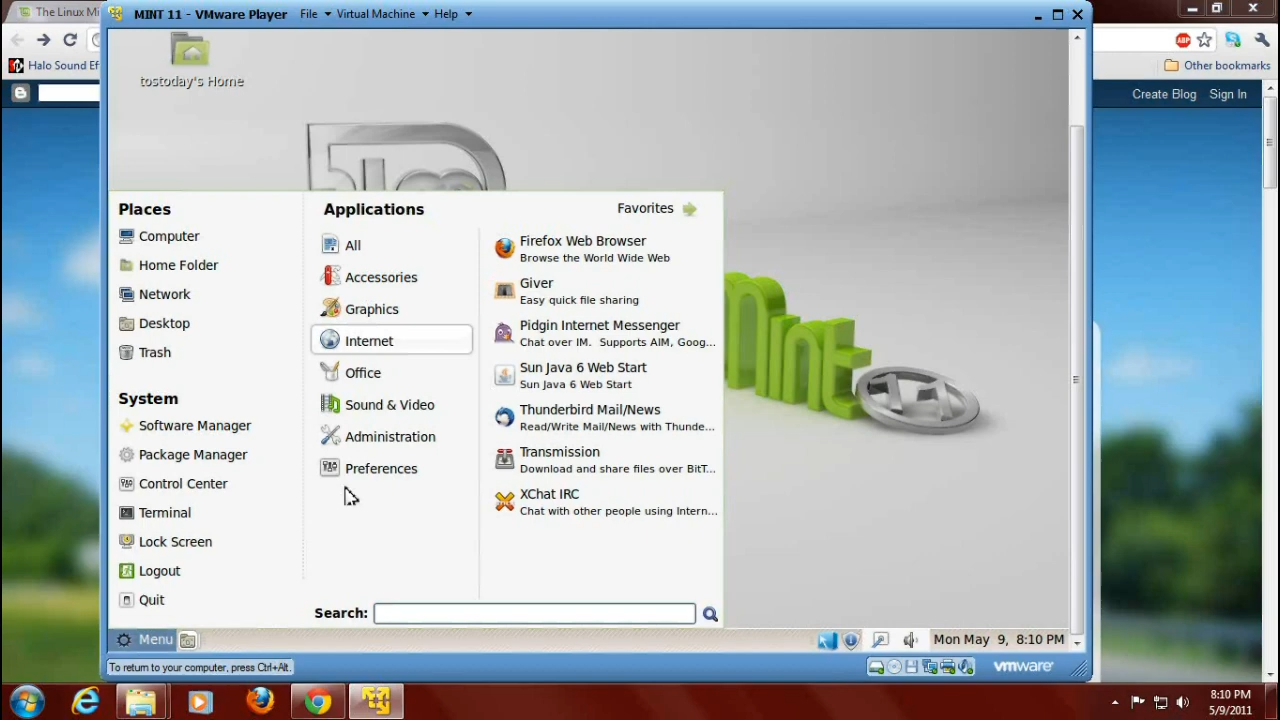 The Linux Mi
MINT 11 - VMware Player File Virtual Machine Help
Halo Sound Ef
ABP
Other bookmarks
Create Blog Sign In
tostoday's Home
Places
Computer
Home Folder
Network
Desktop
Trash
System
Software Manager
Package Manager
Control Center
Terminal
Lock Screen
Logout
Quit
Applications
All
Accessories
Graphics
Internet
Office
Sound & Video
Administration
Preferences
Favorites
Firefox Web Browser
Browse the World Wide Web
Giver
Easy quick file sharing
Pidgin Internet Messenger
Chat over IM. Supports AIM, Goog...
Sun Java 6 Web Start
Sun Java 6 Web Start
Thunderbird Mail/News
Read/Write Mail/News with Thunde...
Transmission
Download and share files over BitT...
XChat IRC
Chat with other people using Intern...
Search:
mint
11
Menu
Mon May 9, 8:10 PM
To return to your computer, press Ctrl+Alt.
vmware
8:10 PM
5/9/2011